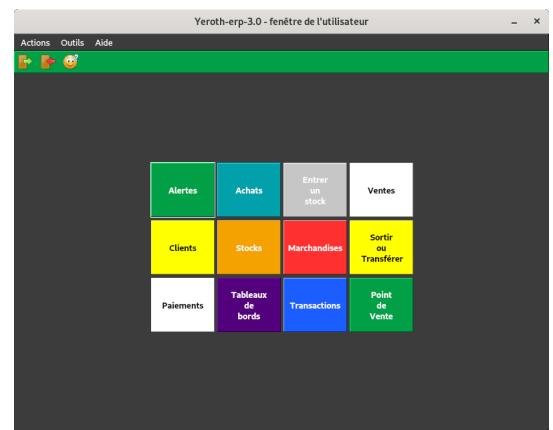 Yeroth-erp-3.0 - fenêtre de l'utilisateur
Actions Outils Aide
Alertes
Achats
Entrer
un
stock
Ventes
Clients
Stocks
Marchandises
Sortir
ou
Transférer
Paiements
Tableaux
de
bords
Transactions
Point
de
Vente